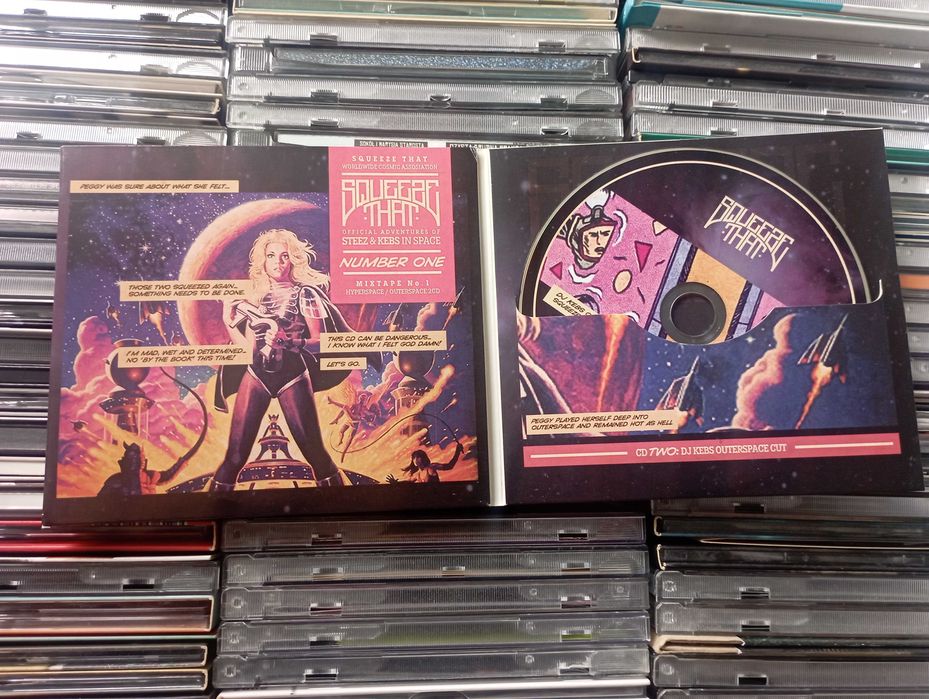 SOKÓŁ I MARYSIA STAROSTA
PEGGY WAS SURE ABOUT WHAT SHE FELT...
SQUEEZE THAT
WORLDWIDE COSMIC ASSOCIATION
SQUEEZE
THAT
OFFICIAL ADVENTURES OF
STEEZ & KEBS IN SPACE
NUMBER ONE
MIXTAPE No.1
HYPERSPACE / OUTERSPACE 2CD
THOSE TWO SQUEEZED AGAIN...
SOMETHING NEEDS TO BE DONE.
I'M MAD, WET AND DETERMINED...
NO "BY THE BOOK" THIS TIME!
THIS CD CAN BE DANGEROUS...
I KNOW WHAT I FELT GOD DAMN!
LET'S GO.
SQUEEZE
THAT!
DJ KEBS
PEGGY PLAYED HERSELF DEEP INTO
OUTERSPACE AND REMAINED HOT AS HELL
CD TWO: DJ KEBS OUTERSPACE CUT